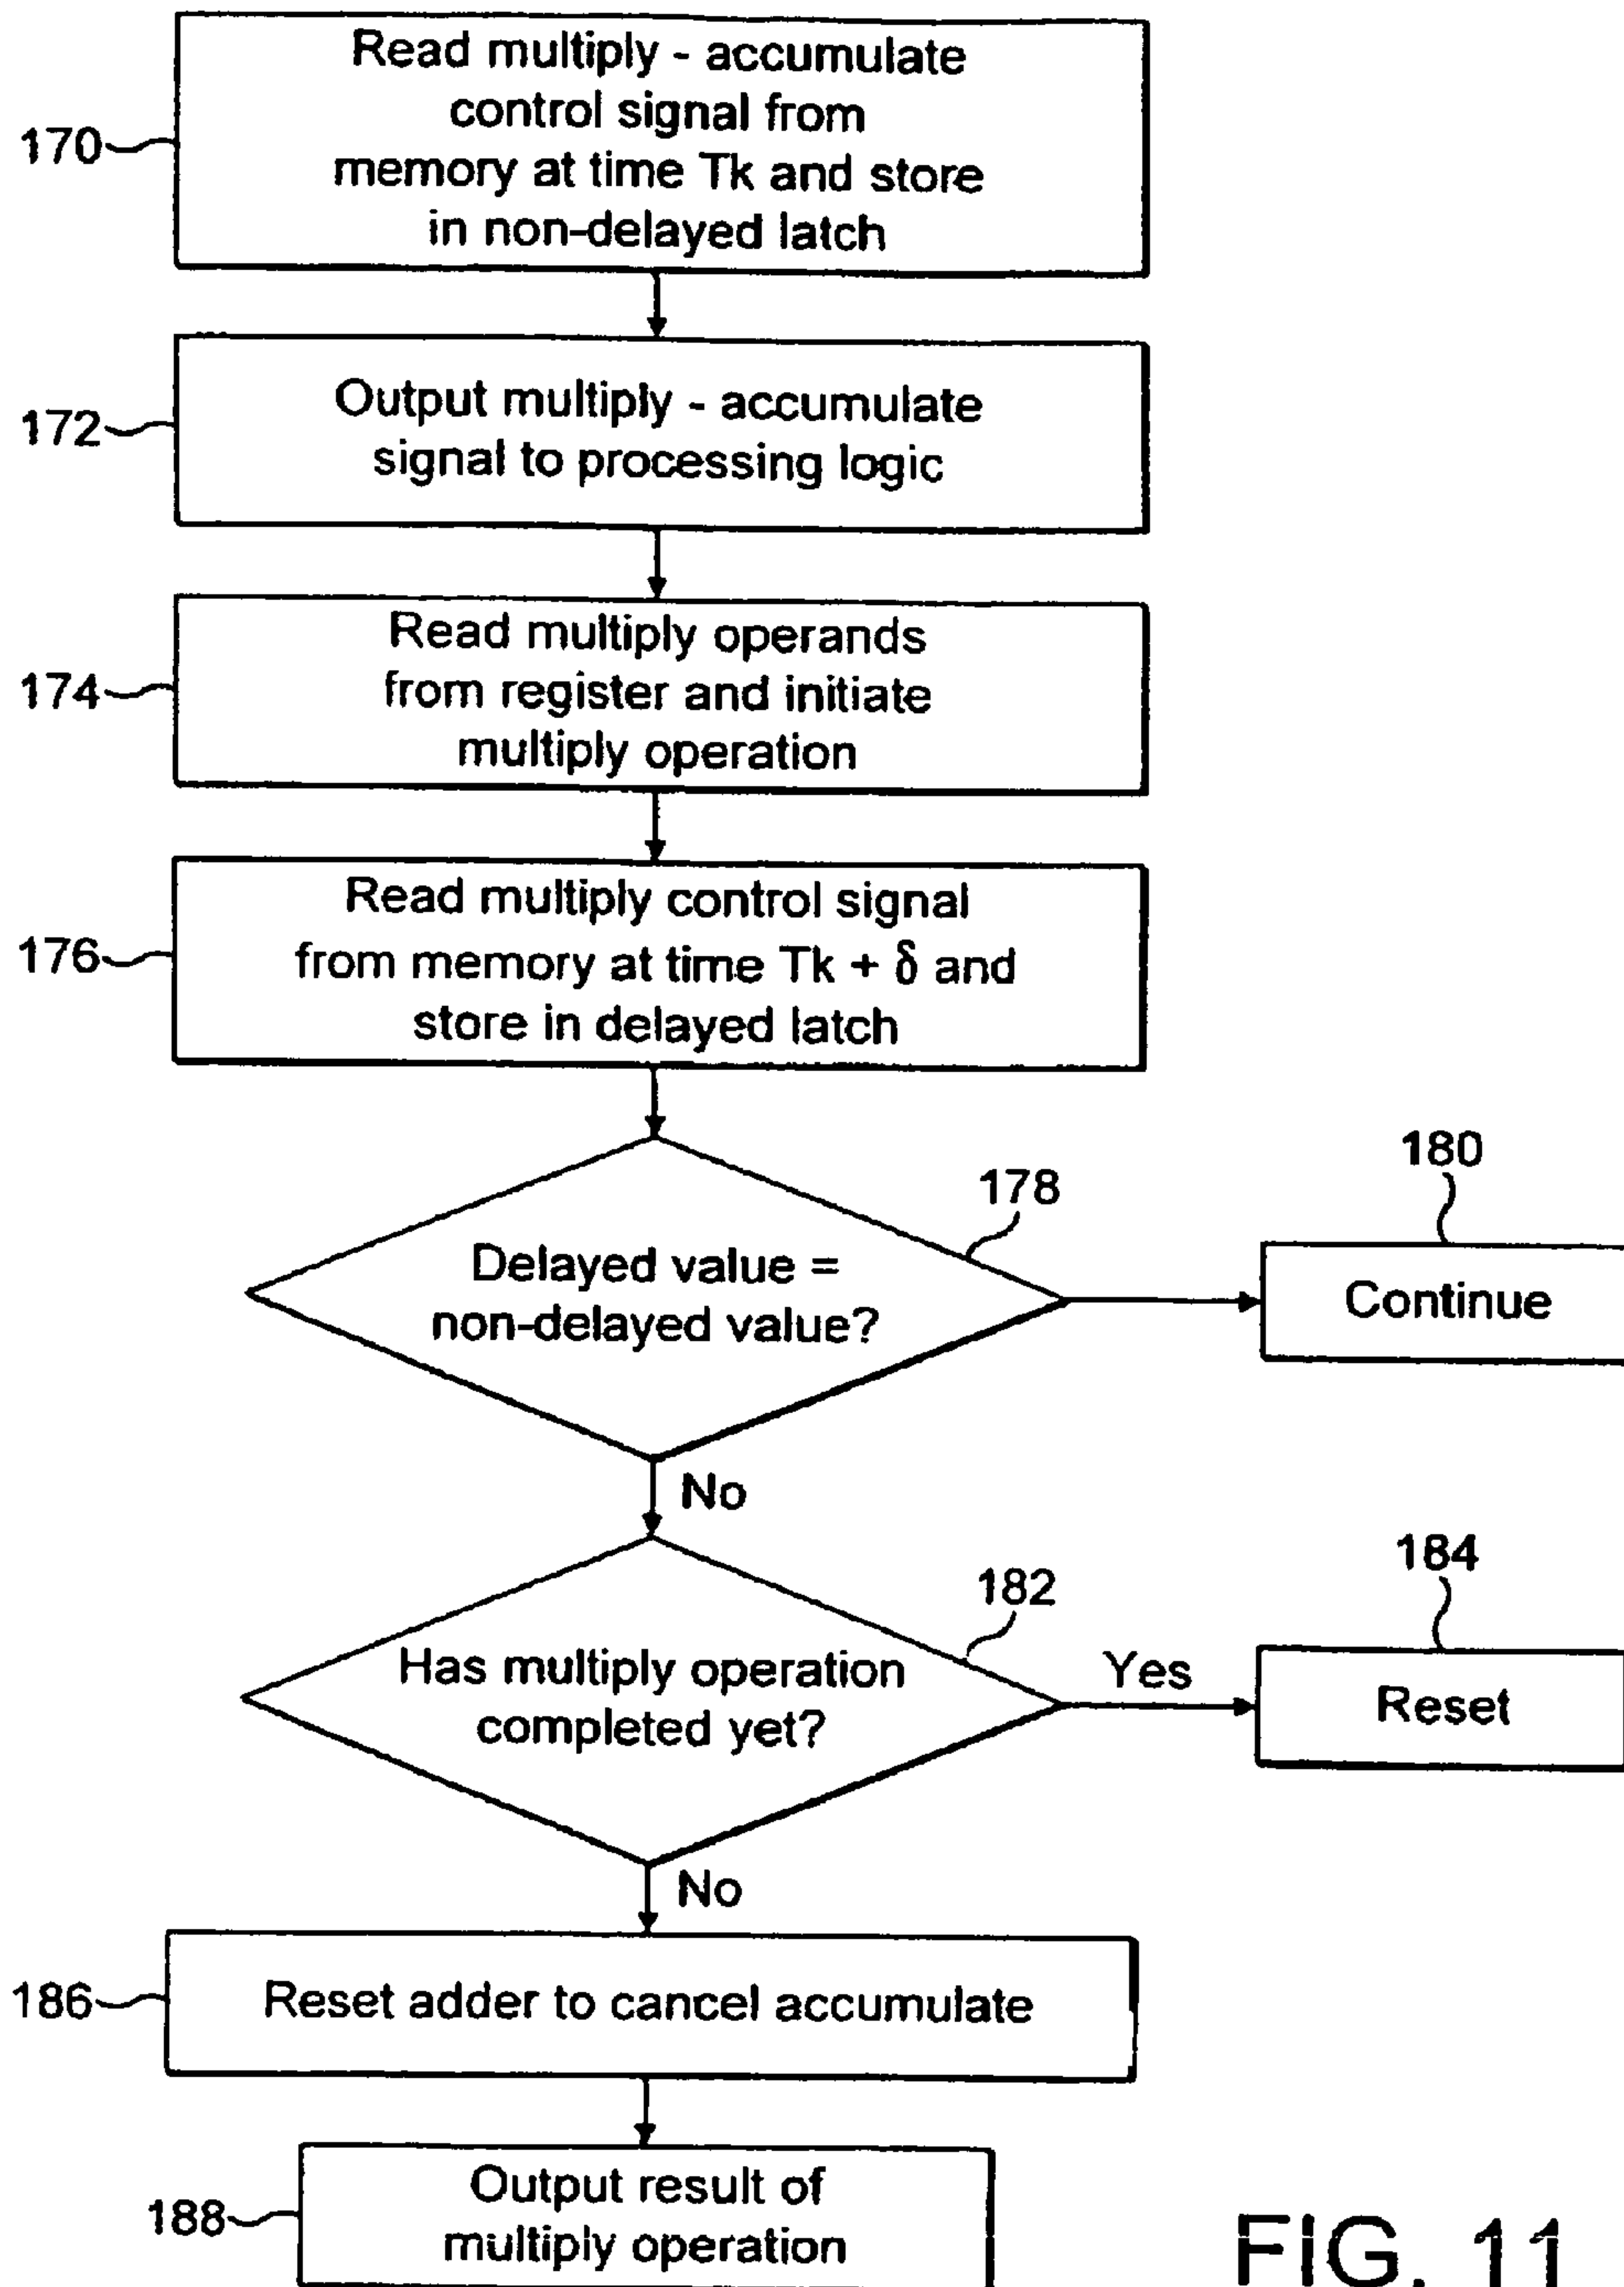 Read multiply - accumulate
control signal from
memory at time Tk and store
in non-delayed latch
170
Output multiply - accumulate
signal to processing logic
172
Read multiply operands
from register and initiate
multiply operation
174
Read multiply control signal
from memory at time Tk + δ and
store in delayed latch
176
Delayed value =
non-delayed value?
178
180
Continue
No
Has multiply operation
completed yet?
182
Yes
184
Reset
No
Reset adder to cancel accumulate
186
Output result of
multiply operation
188
FIG. 11